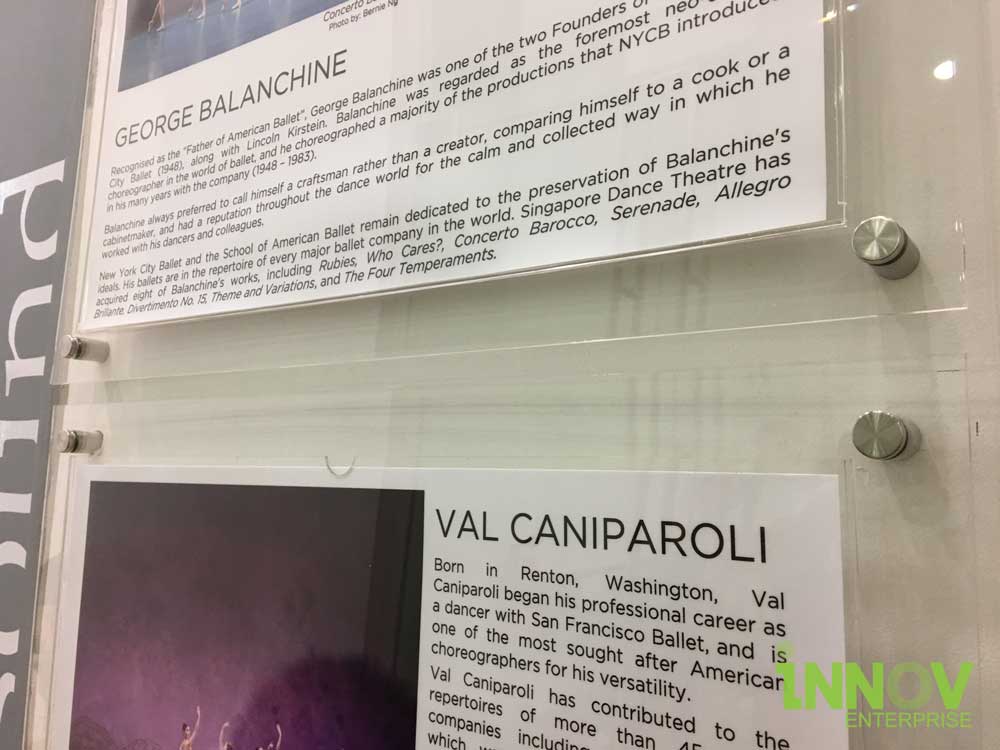 Concerto
Photo by: Bernie Ng
GEORGE BALANCHINE
Recognised as the "Father of American Ballet", George Balanchine was one of the two Founders of
City Ballet (1948), along with Lincoln Kirstein. Balanchine was regarded as the foremost neo
choreographer in the world of ballet, and he choreographed a majority of the productions that NYCB introduce
in his many years with the company (1948 - 1983).
Balanchine always preferred to call himself a craftsman rather than a creator, comparing himself to a cook or a
cabinetmaker, and had a reputation throughout the dance world for the calm and collected way in which he
worked with his dancers and colleagues.
New York City Ballet and the School of American Ballet remain dedicated to the preservation of Balanchine's
ideals. His ballets are in the repertoire of every major ballet company in the world. Singapore Dance Theatre has
acquired eight of Balanchine's works, including Rubies, Who Cares?, Concerto Barocco, Serenade, Allegro
Brillante, Divertimento No. 15, Theme and Variations, and The Four Temperaments.
VAL CANIPAROLI
Born in Renton, Washington, Val
Caniparoli began his professional career as
a dancer with San Francisco Ballet, and is
one of the most sought after American
choreographers for his versatility.
Val Caniparoli has contributed to the
repertoires of more than 45
companies including
which
INNOV
ENTERPRISE